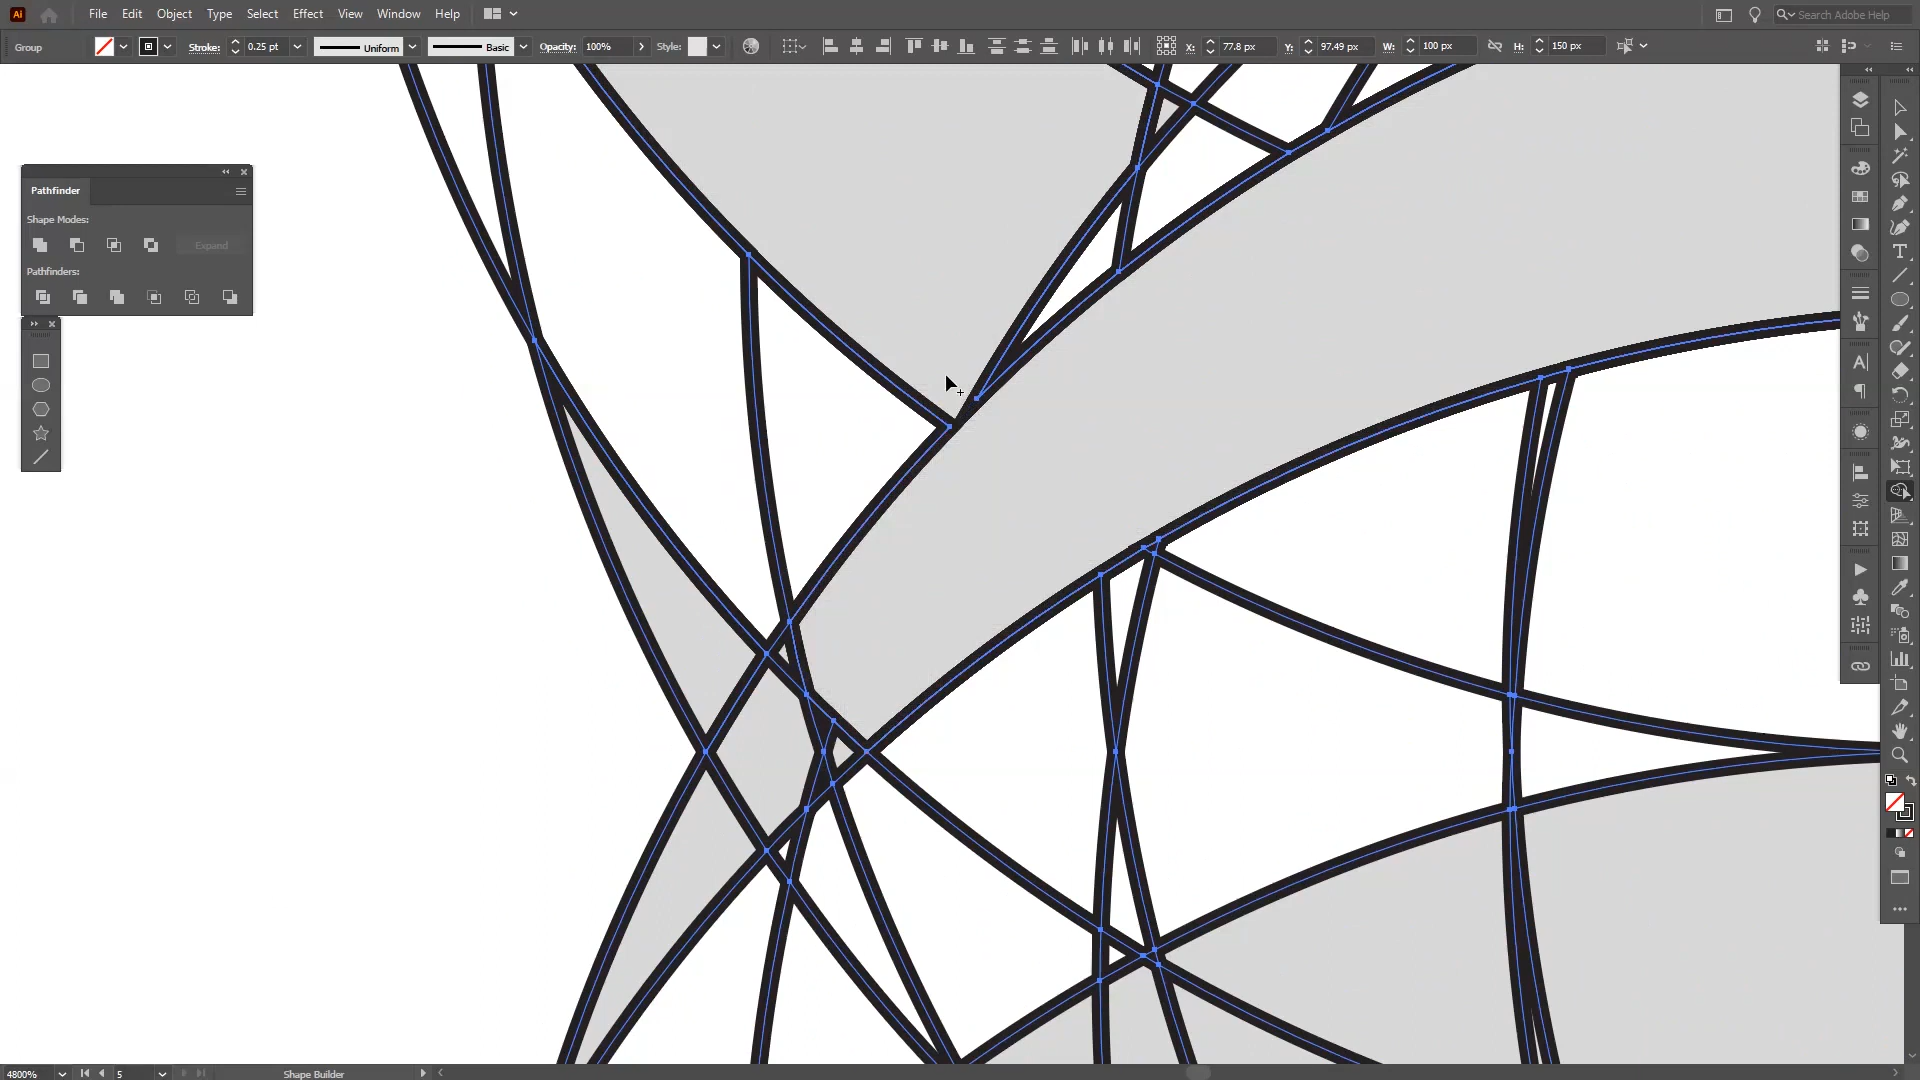 Ai File Edit Object Type Select Effect View Window Help Search Adobe Help
Group Stroke: 0.25 pt Uniform Basic Opacity: 100% Style: X: 77.8 px Y: 97.49 px W: 100 px H: 150 px
Pathfinder
Shape Modes:
Expand
Pathfinders:
4800% 5 Shape Builder